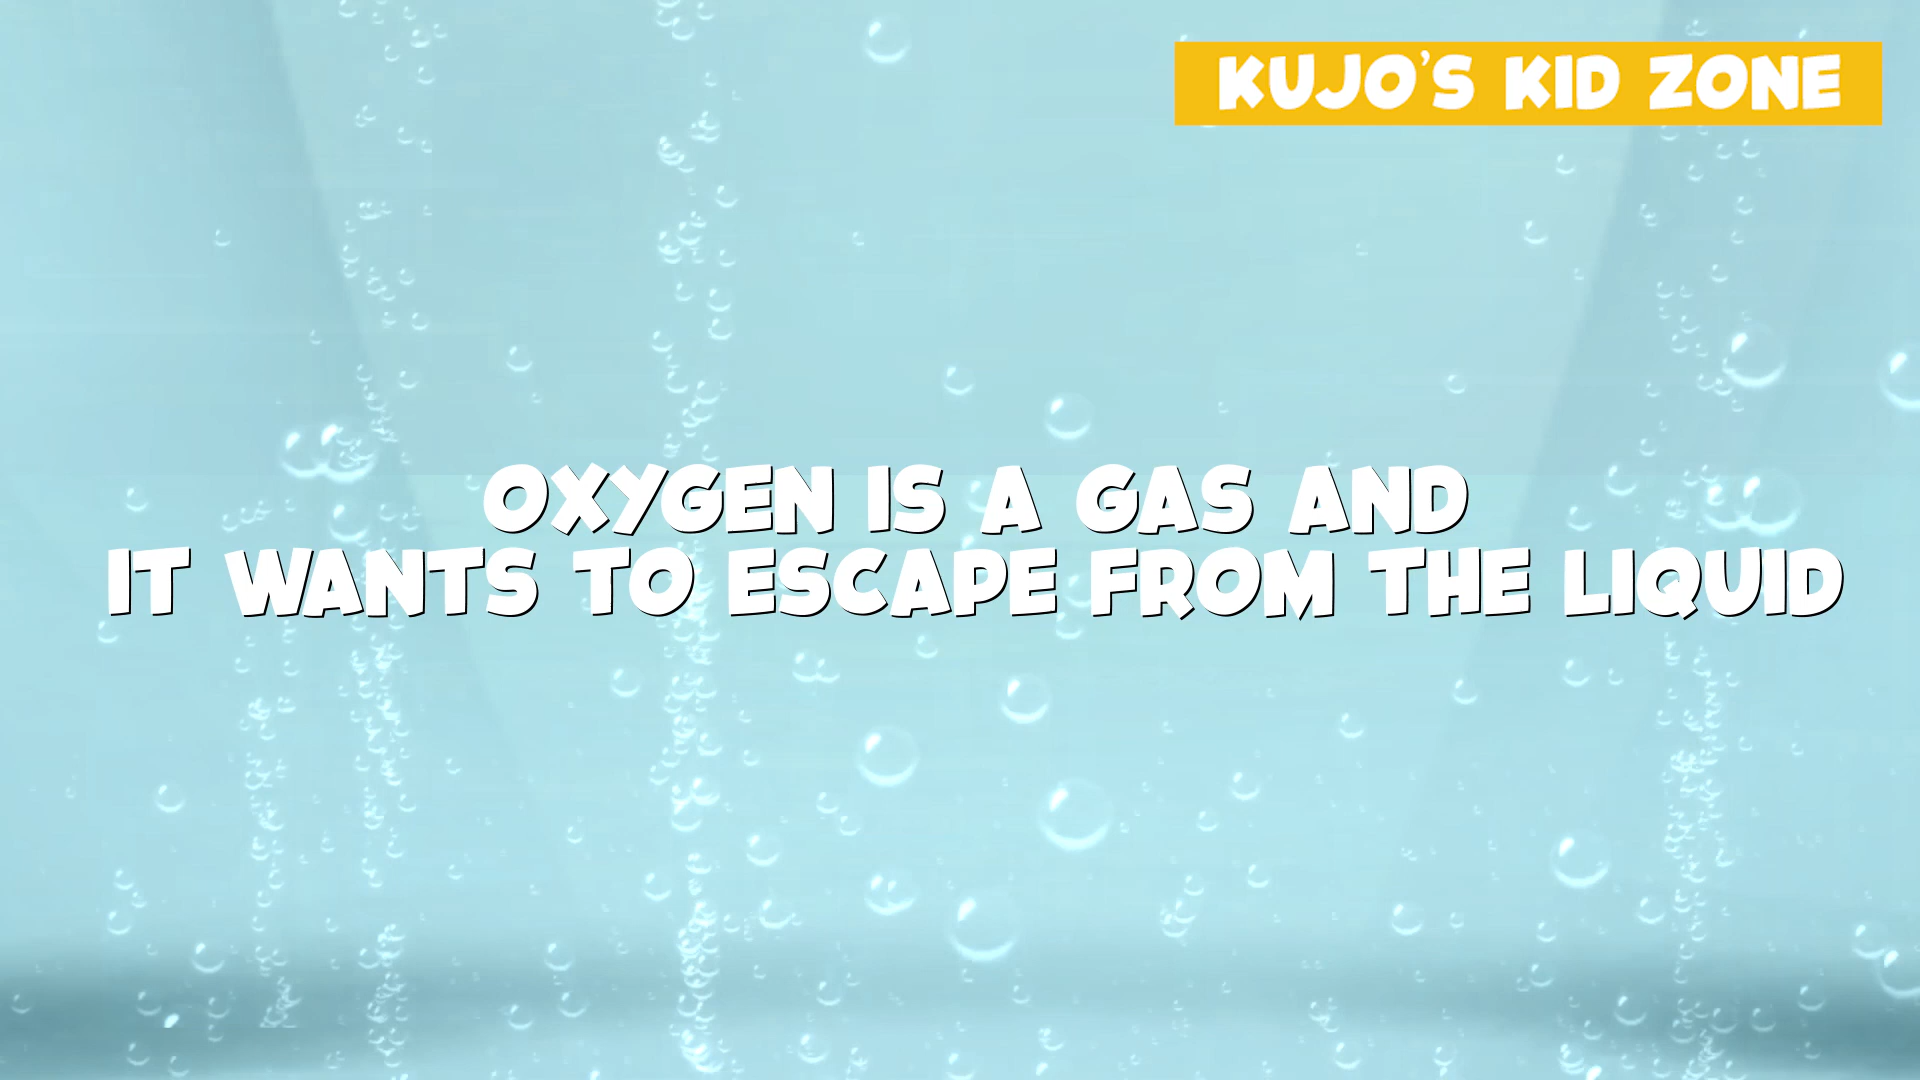 KUJO'S KID ZONE
OXYGEN IS A GAS AND
IT WANTS TO ESCAPE FROM THE LIQUID